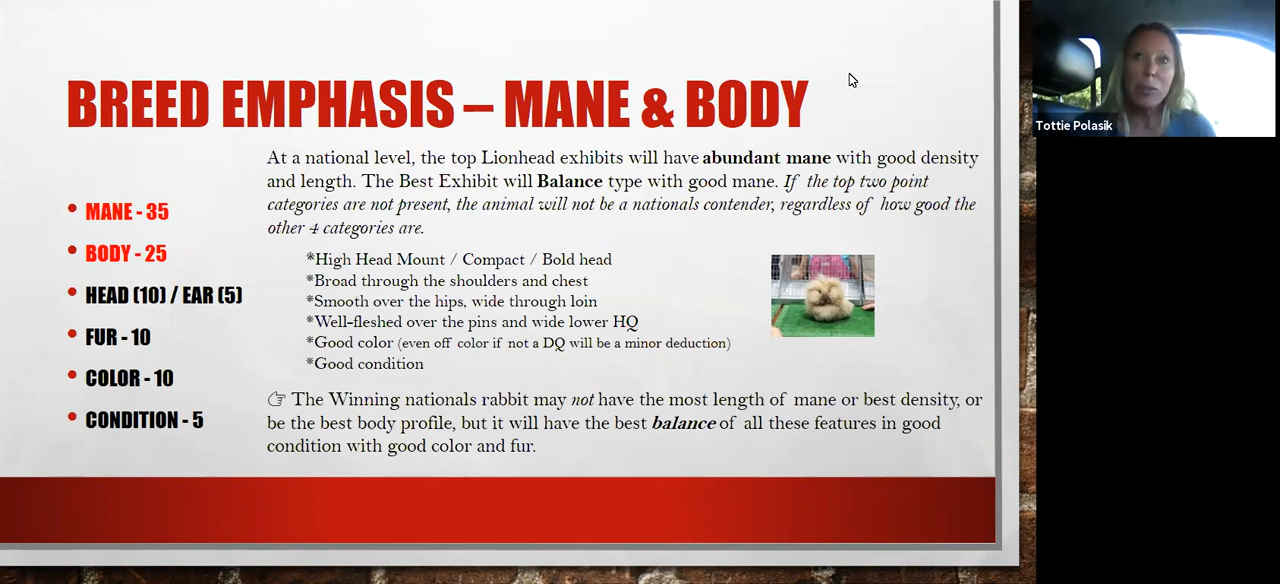 BREED EMPHASIS – MANE & BODY
At a national level, the top Lionhead exhibits will have abundant mane with good density
and length. The Best Exhibit will Balance type with good mane. If the top two point
categories are not present, the animal will not be a nationals contender, regardless of how good the
other 4 categories are.
• MANE - 35
• BODY - 25
• HEAD (10) / EAR (5)
• FUR - 10
• COLOR - 10
• CONDITION - 5
*High Head Mount / Compact / Bold head
*Broad through the shoulders and chest
*Smooth over the hips, wide through loin
*Well-fleshed over the pins and wide lower HQ
*Good color (even off color if not a DQ will be a minor deduction)
*Good condition
☞ The Winning nationals rabbit may not have the most length of mane or best density, or
be the best body profile, but it will have the best balance of all these features in good
condition with good color and fur.
Tottie Polasik